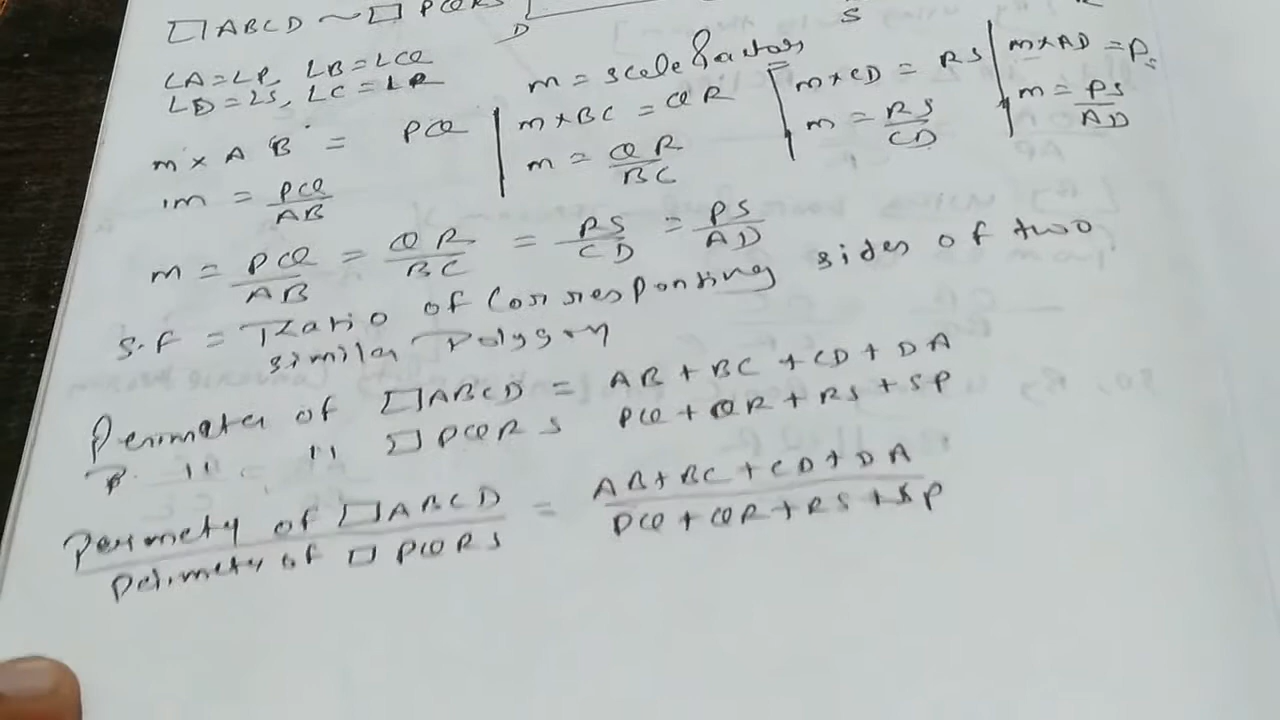 □ABCD ~ □PQRS
D
S
∠A=∠P, ∠B=∠Q
∠D=∠S, ∠C=∠R
m = scale factor
m × AB = PQ
m = PQ/AB
m × BC = QR
m = QR/BC
m × CD = RS
m = RS/CD
m × AD = PS
m = PS/AD
m = PQ/AB = QR/BC = RS/CD = PS/AD
S.F = Ratio of Corresponding sides of two
similar Polygon
Perimeter of □ABCD = AB + BC + CD + DA
P. " " □PQRS PQ + QR + RS + SP
Perimety of □ABCD / Perimety of □PQRS = AB+BC+CD+DA / PQ+QR+RS+SP